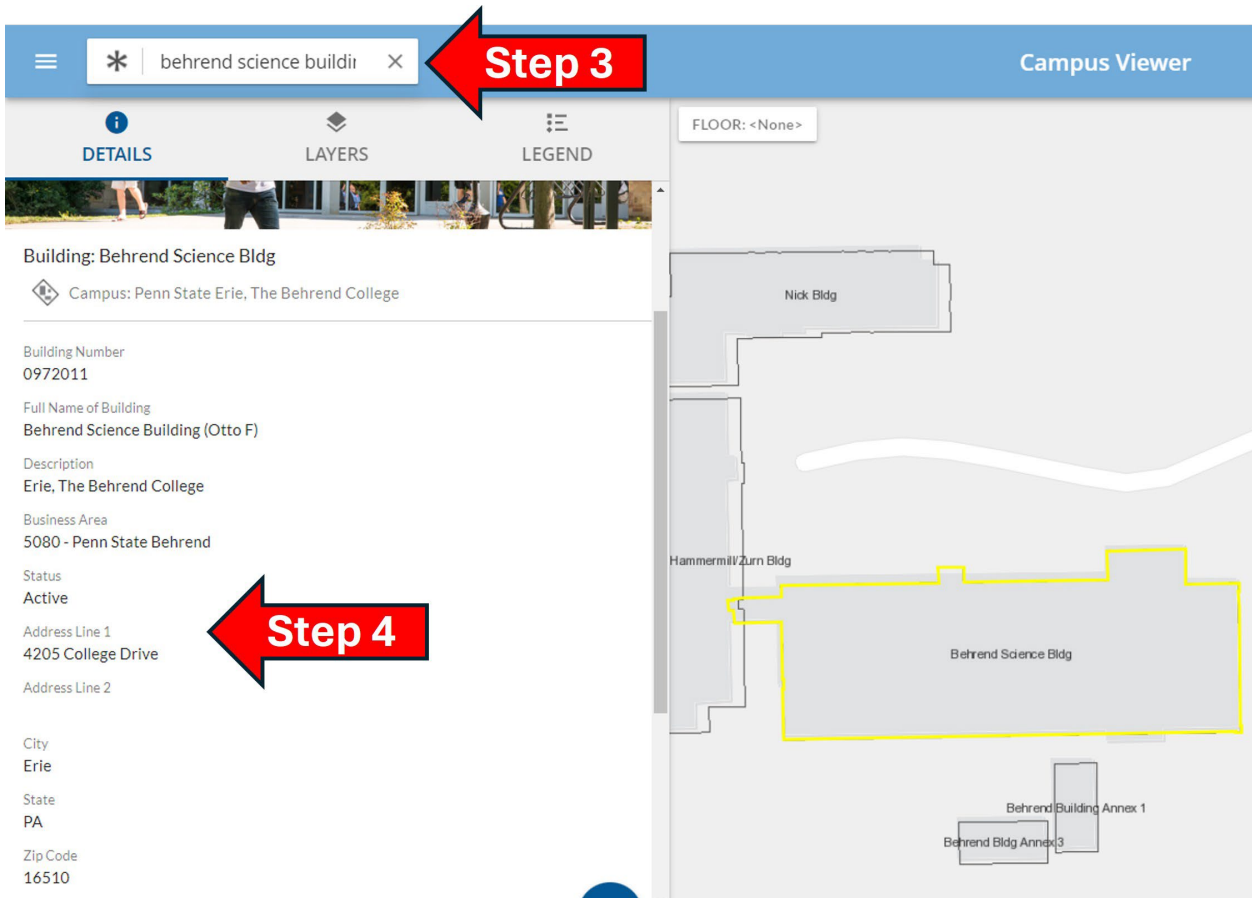 behrend science buildir
Step 3
Campus Viewer
DETAILS
LAYERS
LEGEND
FLOOR: <None>
Building: Behrend Science Bldg
Campus: Penn State Erie, The Behrend College
Building Number
0972011
Full Name of Building
Behrend Science Building (Otto F)
Description
Erie, The Behrend College
Business Area
5080 - Penn State Behrend
Status
Active
Address Line 1
4205 College Drive
Step 4
Address Line 2
City
Erie
State
PA
Zip Code
16510
Nick Bldg
Hammermill/Zurn Bldg
Behrend Science Bldg
Behrend Building Annex 1
Behrend Bldg Annex 3